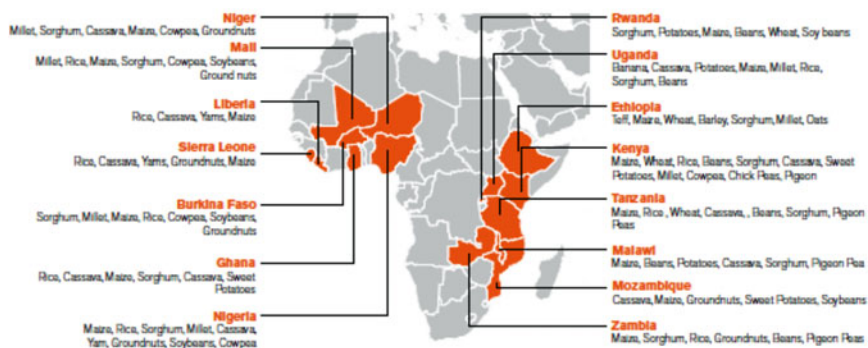 Niger
Millet, Sorghum, Cassava, Maize, Cowpea, Groundnuts
Mali
Millet, Rice, Maize, Sorghum, Cowpea, Soybeans,
Ground nuts
Liberia
Rice, Cassava, Yams, Maize
Sierra Leone
Rice, Cassava, Yams, Groundnuts, Maize
Burkina Faso
Sorghum, Millet, Maize, Rice, Cowpea, Soybeans,
Groundnuts
Ghana
Rice, Cassava, Maize, Sorghum, Cassava, Sweet
Potatoes
Nigeria
Maize, Rice, Sorghum, Millet, Cassava,
Yam, Groundnuts, Soybeans, Cowpea
Rwanda
Sorghum, Potatoes, Maize, Beans, Wheat, Soy beans
Uganda
Banana, Cassava, Potatoes, Maize, Millet, Rice,
Sorghum, Beans
Ethiopia
Teff, Maize, Wheat, Barley, Sorghum, Millet, Oats
Kenya
Maize, Wheat, Rice, Beans, Sorghum, Cassava, Sweet
Potatoes, Millet, Cowpea, Chick Peas, Pigeon
Tanzania
Maize, Rice, Wheat, Cassava, , Beans, Sorghum, Pigeon
Peas
Malawi
Maize, Beans, Potatoes, Cassava, Sorghum, Pigeon Pea
Mozambique
Cassava, Maize, Groundnuts, Sweet Potatoes, Soybeans
Zambia
Maize, Sorghum, Rice, Groundnuts, Beans, Pigeon Peas